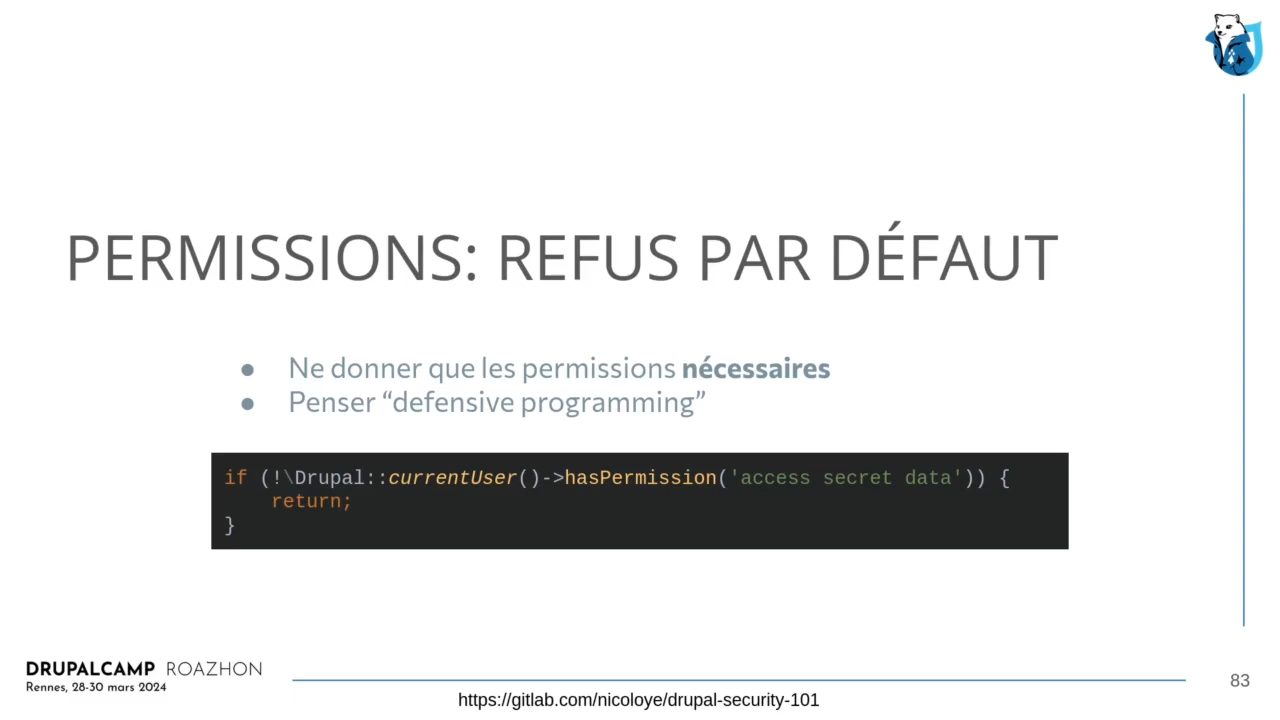 PERMISSIONS: REFUS PAR DÉFAUT
● Ne donner que les permissions nécessaires
● Penser “defensive programming”
if (!\Drupal::currentUser()->hasPermission('access secret data')) {
    return;
}
DRUPALCAMP ROAZHON
Rennes, 28-30 mars 2024
https://gitlab.com/nicoloye/drupal-security-101
83